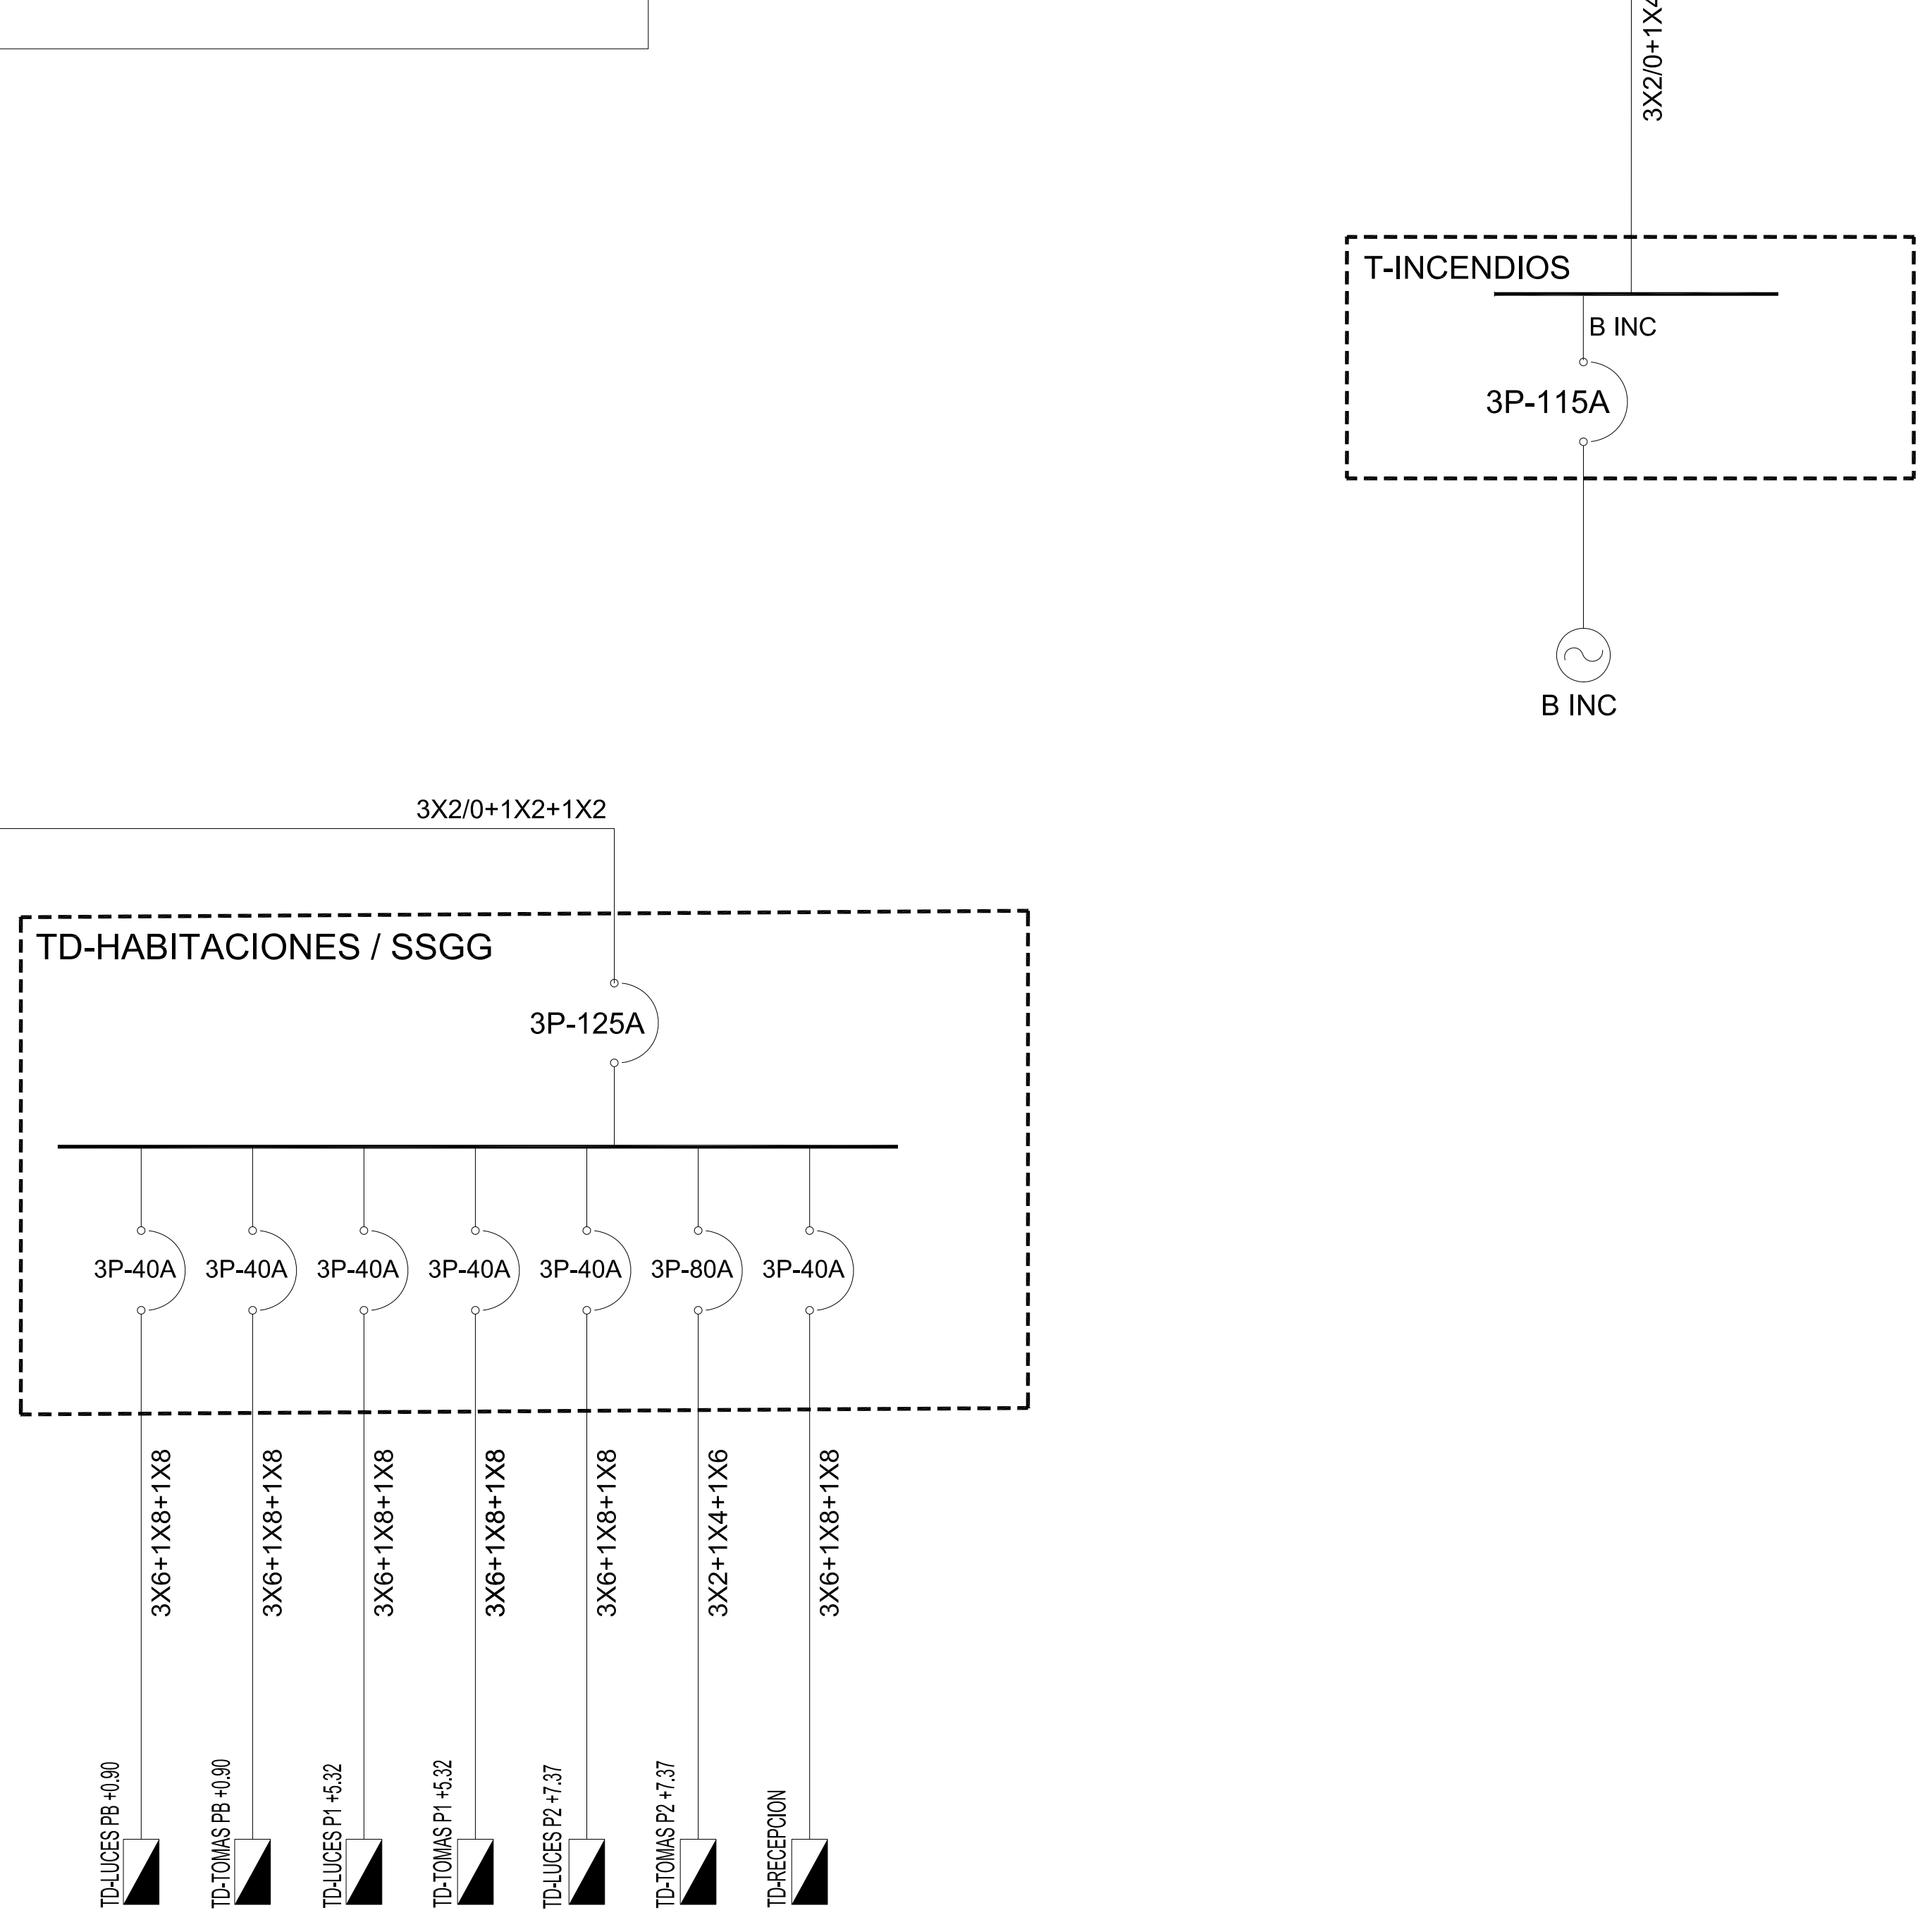 3X2/0+1X4
T-INCENDIOS
B INC
3P-115A
B INC
3X2/0+1X2+1X2
TD-HABITACIONES / SSGG
3P-125A
3P-40A
3P-40A
3P-40A
3P-40A
3P-40A
3P-80A
3P-40A
3X6+1X8+1X8
3X6+1X8+1X8
3X6+1X8+1X8
3X6+1X8+1X8
3X6+1X8+1X8
3X2+1X4+1X6
3X6+1X8+1X8
TD-LUCES PB +0.90
TD-TOMAS PB +0.90
TD-LUCES P1 +5.32
TD-TOMAS P1 +5.32
TD-LUCES P2 +7.37
TD-TOMAS P2 +7.37
TD-RECEPCION